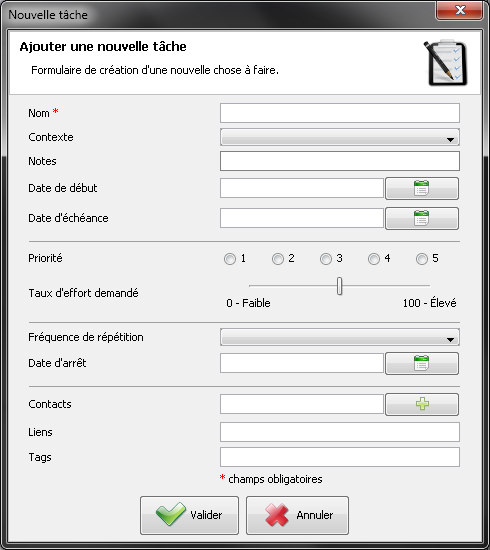 Nouvelle tâche
Ajouter une nouvelle tâche
Formulaire de création d'une nouvelle chose à faire.
Nom *
Contexte
Notes
Date de début
Date d'échéance
Priorité 1 2 3 4 5
Taux d'effort demandé
0 - Faible 100 - Élevé
Fréquence de répétition
Date d'arrêt
Contacts
Liens
Tags
* champs obligatoires
Valider Annuler